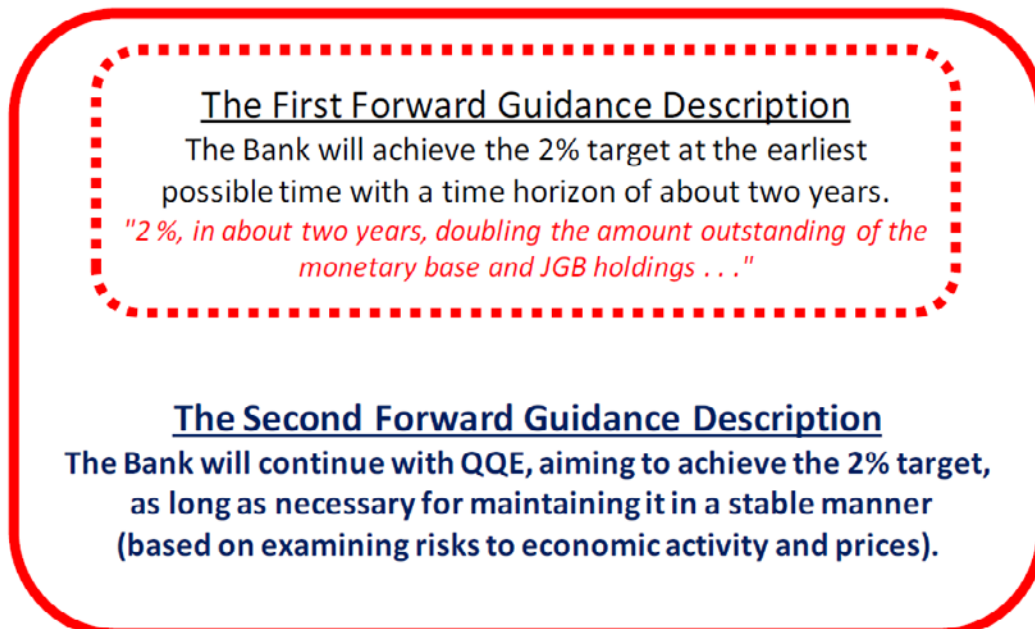 The First Forward Guidance Description
The Bank will achieve the 2% target at the earliest
possible time with a time horizon of about two years.
"2 %, in about two years, doubling the amount outstanding of the
monetary base and JGB holdings . . ."
The Second Forward Guidance Description
The Bank will continue with QQE, aiming to achieve the 2% target,
as long as necessary for maintaining it in a stable manner
(based on examining risks to economic activity and prices).